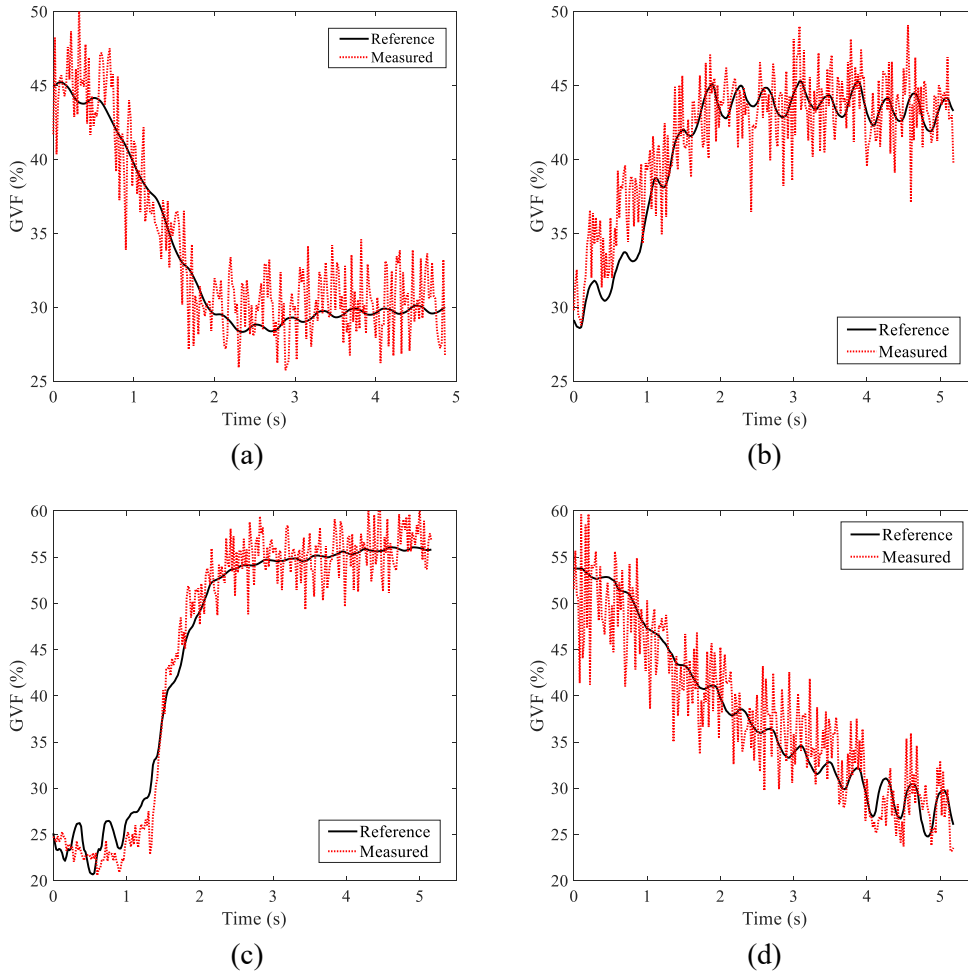 50
45
40
35
30
25
GVF (%)
0 1 2 3 4 5
Time (s)
Reference
Measured
(a)
50
45
40
35
30
25
GVF (%)
0 1 2 3 4 5
Time (s)
Reference
Measured
(b)
60
55
50
45
40
35
30
25
20
GVF (%)
0 1 2 3 4 5
Time (s)
Reference
Measured
(c)
60
55
50
45
40
35
30
25
20
GVF (%)
0 1 2 3 4 5
Time (s)
Reference
Measured
(d)